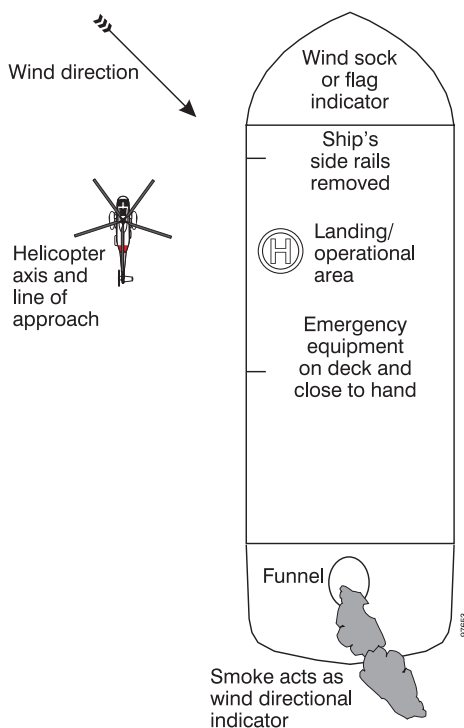 Wind direction
Wind sock
or flag
indicator
Ship's
side rails
removed
H
Landing/
operational
area
Helicopter
axis and
line of
approach
Emergency
equipment
on deck and
close to hand
Funnel
97653
Smoke acts as
wind directional
indicator